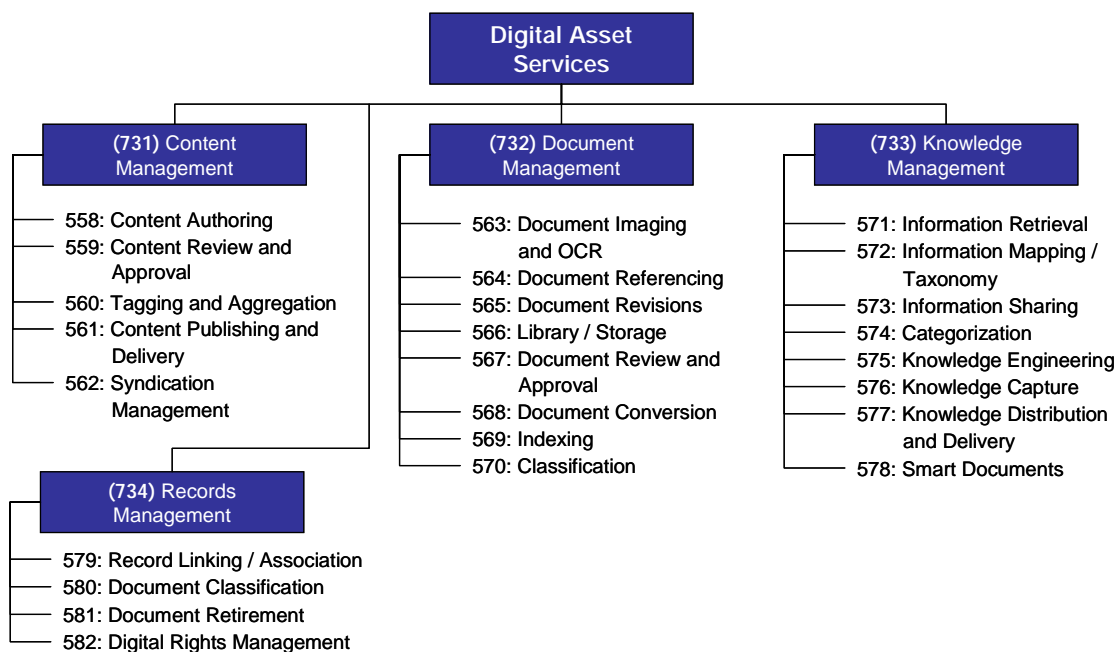 Digital Asset
Services
(731) Content
Management
558: Content Authoring
559: Content Review and
Approval
560: Tagging and Aggregation
561: Content Publishing and
Delivery
562: Syndication
Management
(732) Document
Management
563: Document Imaging
and OCR
564: Document Referencing
565: Document Revisions
566: Library / Storage
567: Document Review and
Approval
568: Document Conversion
569: Indexing
570: Classification
(733) Knowledge
Management
571: Information Retrieval
572: Information Mapping /
Taxonomy
573: Information Sharing
574: Categorization
575: Knowledge Engineering
576: Knowledge Capture
577: Knowledge Distribution
and Delivery
578: Smart Documents
(734) Records
Management
579: Record Linking / Association
580: Document Classification
581: Document Retirement
582: Digital Rights Management